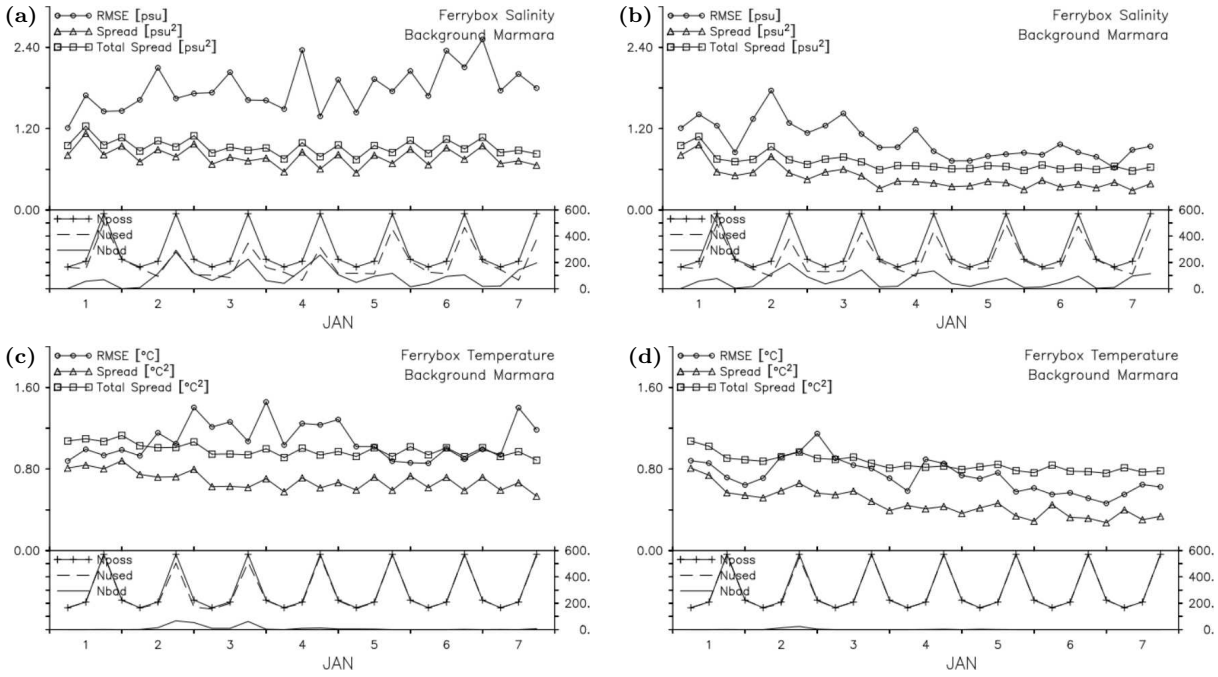 (a)
RMSE [psu]
Spread [psu²]
Total Spread [psu²]
Ferrybox Salinity
Background Marmara
2.40
1.20
0.00
Nposs
Nused
Nbad
600.
400.
200.
0.
1 2 3 4 5 6 7
JAN
(b)
RMSE [psu]
Spread [psu²]
Total Spread [psu²]
Ferrybox Salinity
Background Marmara
2.40
1.20
0.00
Nposs
Nused
Nbad
600.
400.
200.
0.
1 2 3 4 5 6 7
JAN
(c)
RMSE [°C]
Spread [°C²]
Total Spread [°C²]
Ferrybox Temperature
Background Marmara
1.60
0.80
0.00
Nposs
Nused
Nbad
600.
400.
200.
0.
1 2 3 4 5 6 7
JAN
(d)
RMSE [°C]
Spread [°C²]
Total Spread [°C²]
Ferrybox Temperature
Background Marmara
1.60
0.80
0.00
Nposs
Nused
Nbad
600.
400.
200.
0.
1 2 3 4 5 6 7
JAN